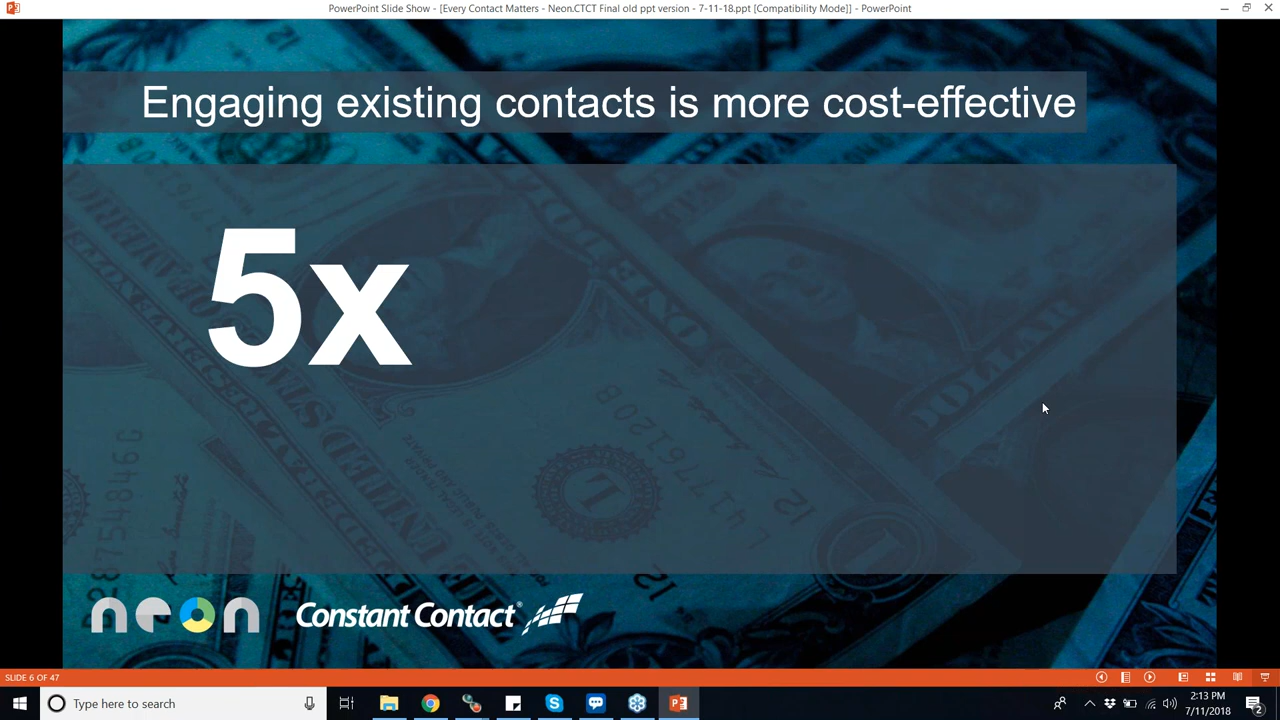 PowerPoint Slide Show - [Every Contact Matters - Neon.CTCT Final old ppt version - 7-11-18.ppt [Compatibility Mode]] - PowerPoint
Engaging existing contacts is more cost-effective
5x
neon
Constant Contact®
SLIDE 6 OF 47
Type here to search
2:13 PM
7/11/2018
2